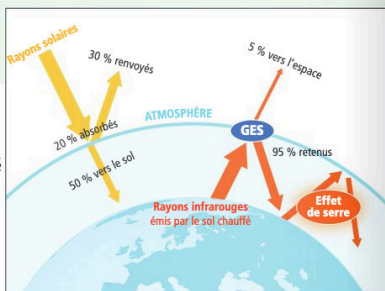 Rayons solaires
30 % renvoyés
5 % vers l'espace
ATMOSPHÈRE
20 % absorbés
GES
95 % retenus
50 % vers le sol
Rayons infrarouges
émis par le sol chauffé
Effet
de serre